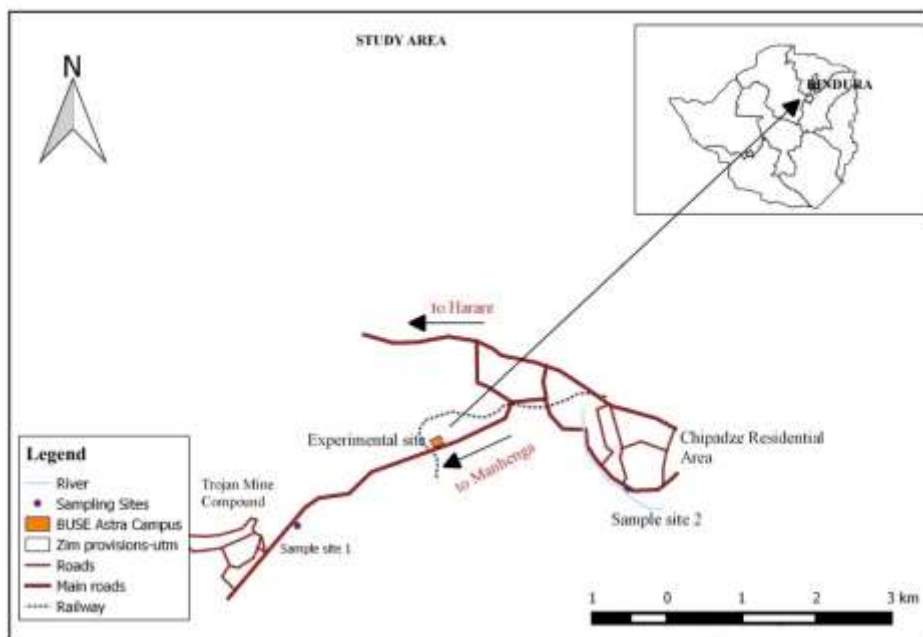 STUDY AREA
N
BINDURA
to Harare
Experimental site
to Manhenga
Chipadze Residential
Area
Legend
River
Sampling Sites
BUSE Astra Campus
Zim provisions-utm
Roads
Main roads
Railway
Trojan Mine
Compound
Sample site 1
Sample site 2
1 0 1 2 3 km